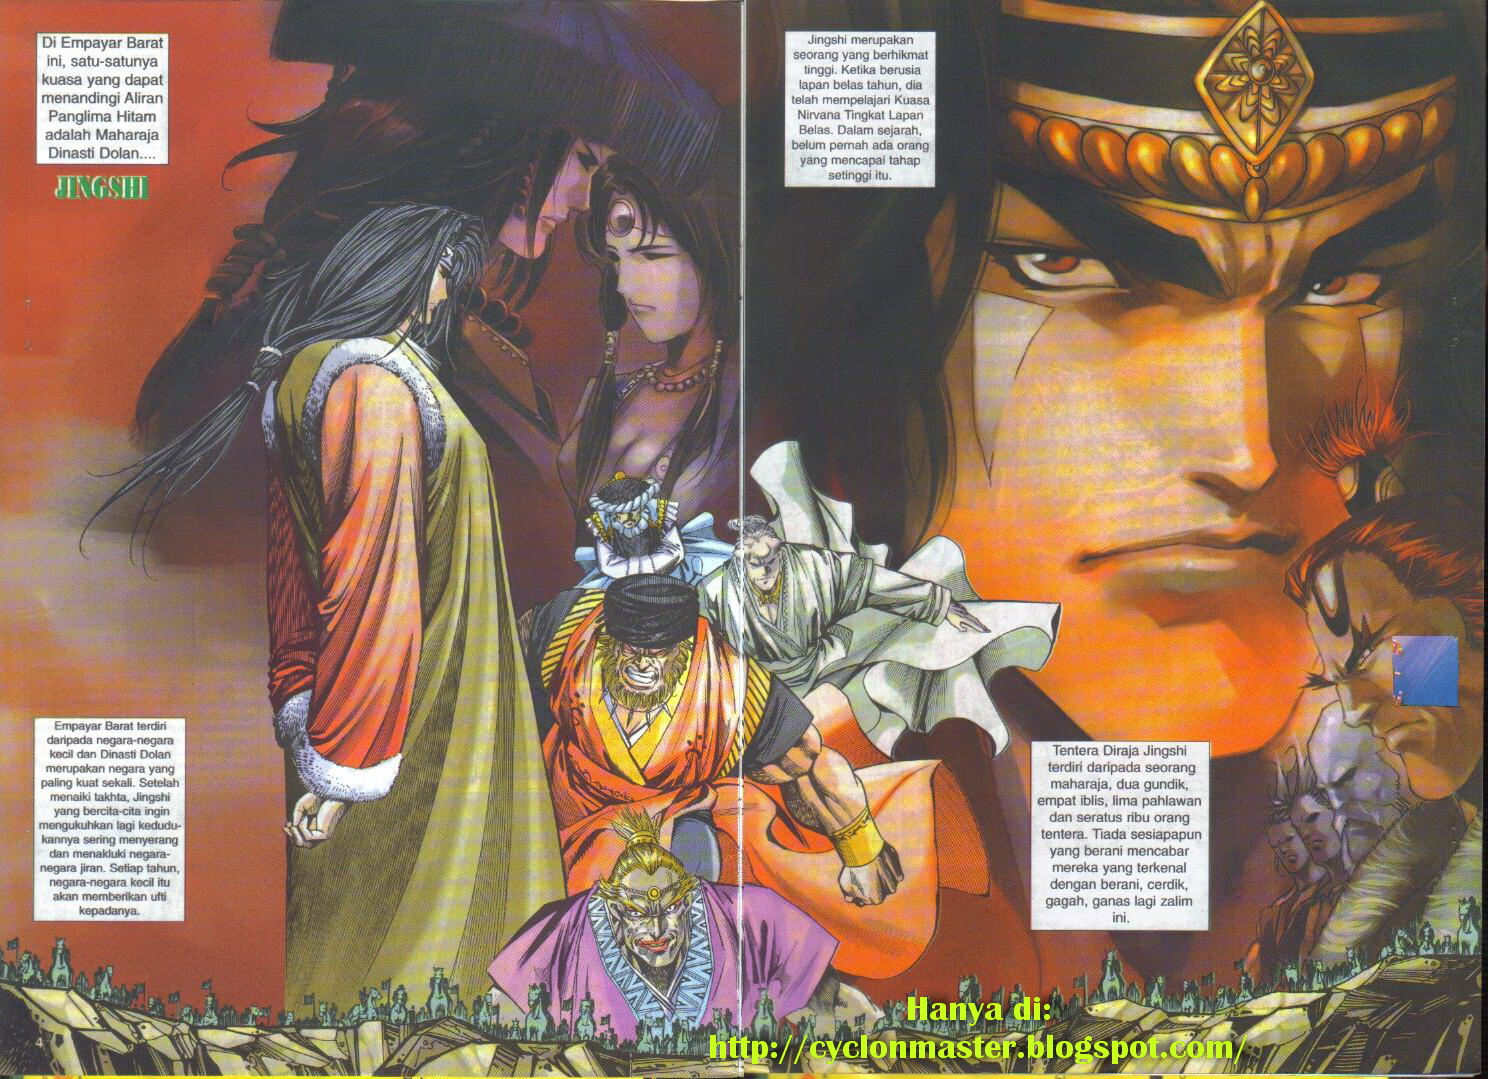 Di Empayar Barat
ini, satu-satunya
kuasa yang dapat
menandingi Aliran
Panglima Hitam
adalah Maharaja
Dinasti Dolan....
JINGSHI
Empayar Barat terdiri
daripada negara-negara
kecil dan Dinasti Dolan
merupakan negara yang
paling kuat sekali. Setelah
menaiki takhta, Jingshi
yang bercita-cita ingin
mengukuhkan lagi kedudu-
kannya sering menyerang
dan menakluki negara-
negara jiran. Setiap tahun,
negara-negara kecil itu
akan memberikan ufti
kepadanya.
4
Jingshi merupakan
seorang yang berhikmat
tinggi. Ketika berusia
lapan belas tahun, dia
telah mempelajari Kuasa
Nirvana Tingkat Lapan
Belas. Dalam sejarah,
belum pernah ada orang
yang mencapai tahap
setinggi itu.
Tentera Diraja Jingshi
terdiri daripada seorang
maharaja, dua gundik,
empat iblis, lima pahlawan
dan seratus ribu orang
tentera. Tiada sesiapapun
yang berani mencabar
mereka yang terkenal
dengan berani, cerdik,
gagah, ganas lagi zalim
ini.
Hanya di:
http://cyclonmaster.blogspot.com/